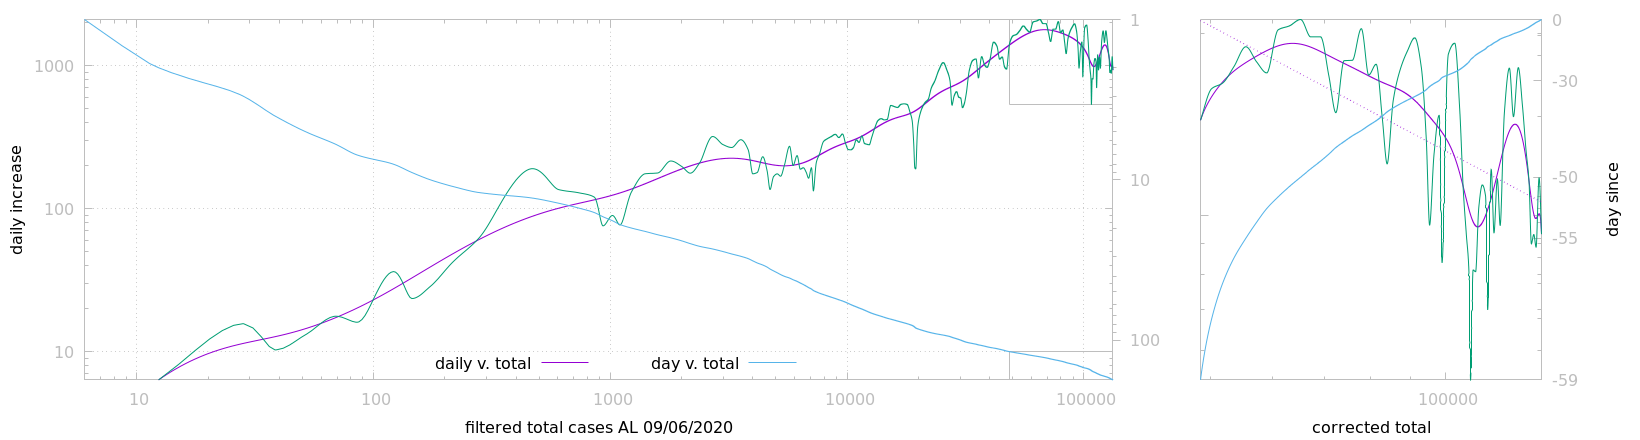 daily increase
1000
100
10
10
100
1000
10000
100000
1
10
100
daily v. total
day v. total
filtered total cases AL 09/06/2020
0
-30
-50
-55
-59
day since
100000
corrected total